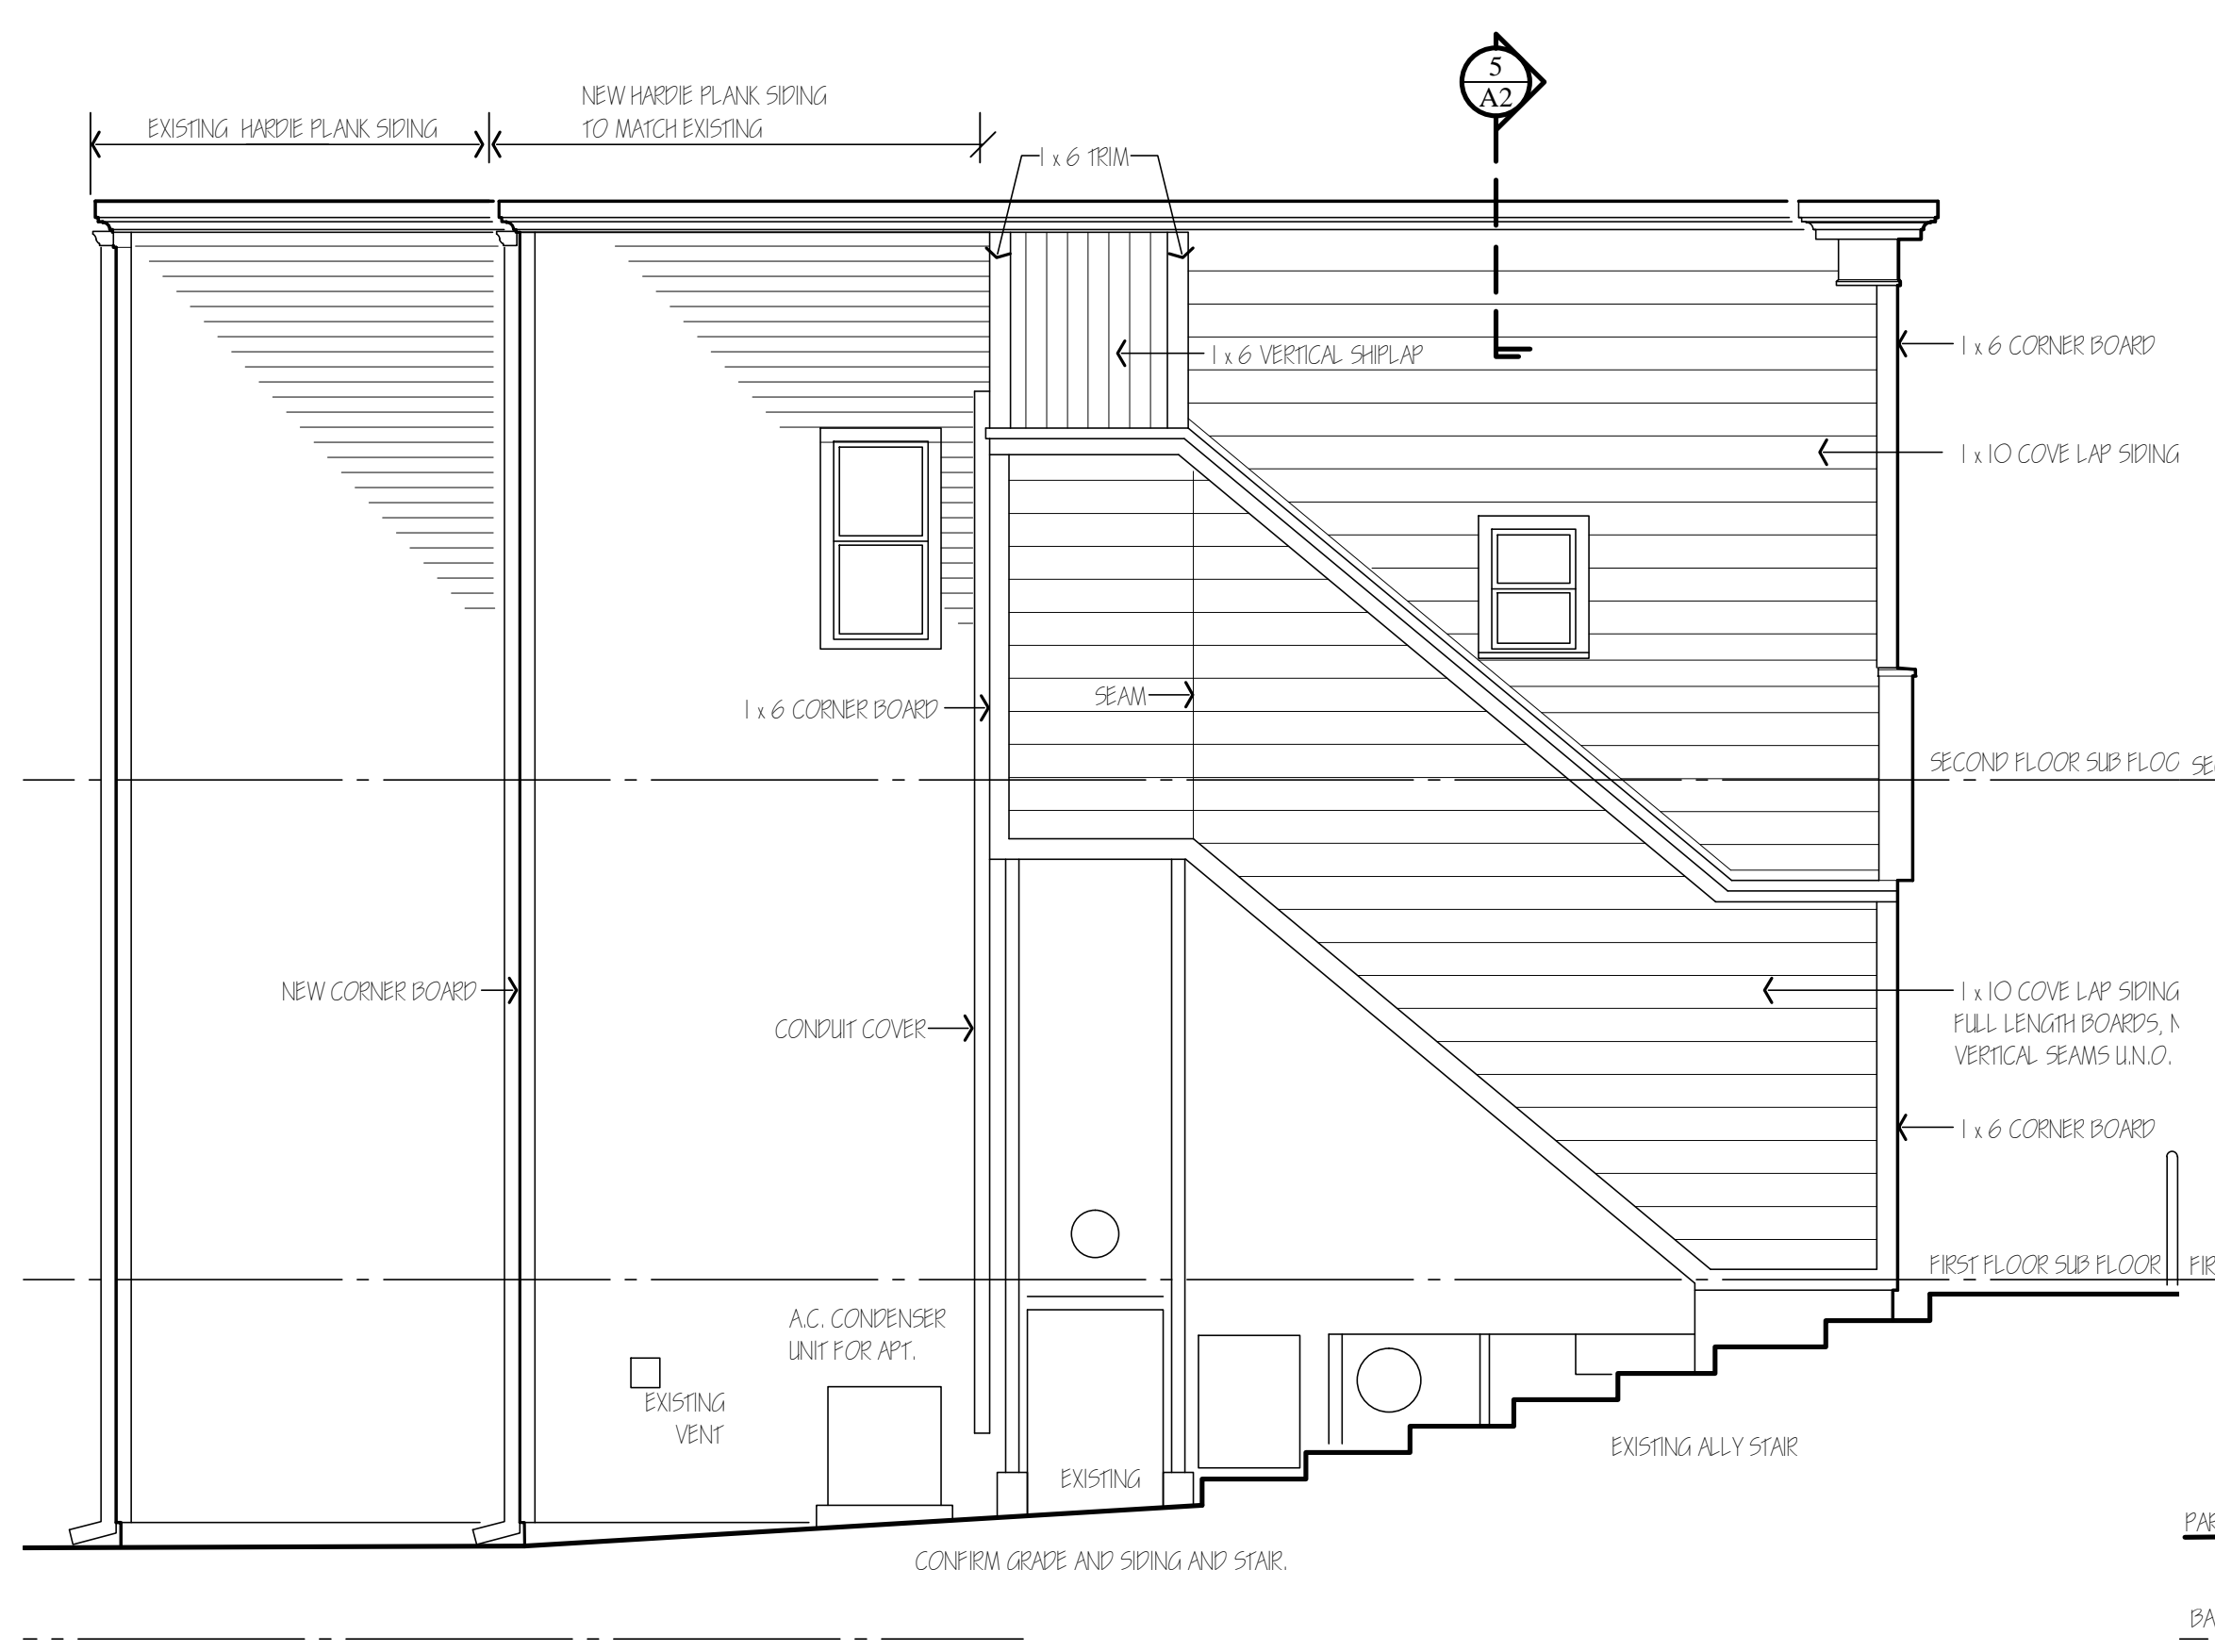 5
A2
NEW HARDIE PLANK SIDING
TO MATCH EXISTING
EXISTING HARDIE PLANK SIDING
1 x 6 TRIM
1 x 6 VERTICAL SHIPLAP
1 x 6 CORNER BOARD
1 x 10 COVE LAP SIDING
1 x 6 CORNER BOARD
SEAM
SECOND FLOOR SUB FLOO
SE
NEW CORNER BOARD
CONDUIT COVER
1 x 10 COVE LAP SIDING
FULL LENGTH BOARDS, N
VERTICAL SEAMS U.N.O.
1 x 6 CORNER BOARD
FIRST FLOOR SUB FLOOR
FIR
A.C. CONDENSER
UNIT FOR APT.
EXISTING
VENT
EXISTING
EXISTING ALLY STAIR
CONFIRM GRADE AND SIDING AND STAIR.
PAR
BA